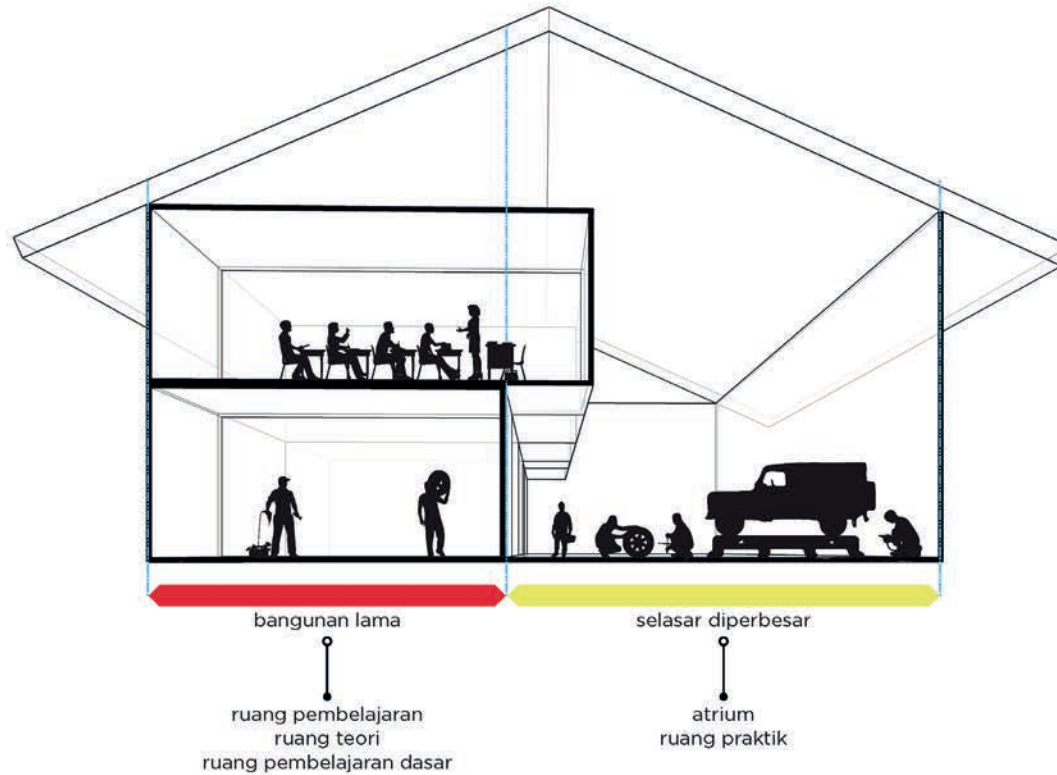 bangunan lama
selasar diperbesar
ruang pembelajaran
ruang teori
ruang pembelajaran dasar
atrium
ruang praktik